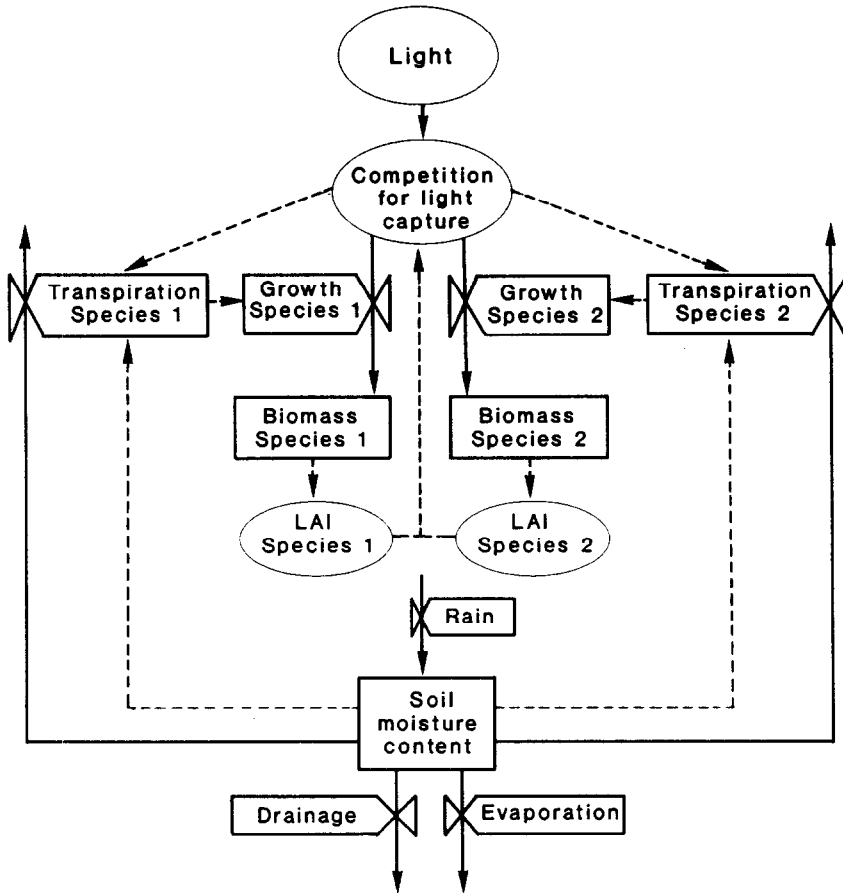 Light
Competition
for light
capture
Transpiration
Species 1
Growth
Species 1
Growth
Species 2
Transpiration
Species 2
Biomass
Species 1
Biomass
Species 2
LAI
Species 1
LAI
Species 2
Rain
Soil
moisture
content
Drainage
Evaporation